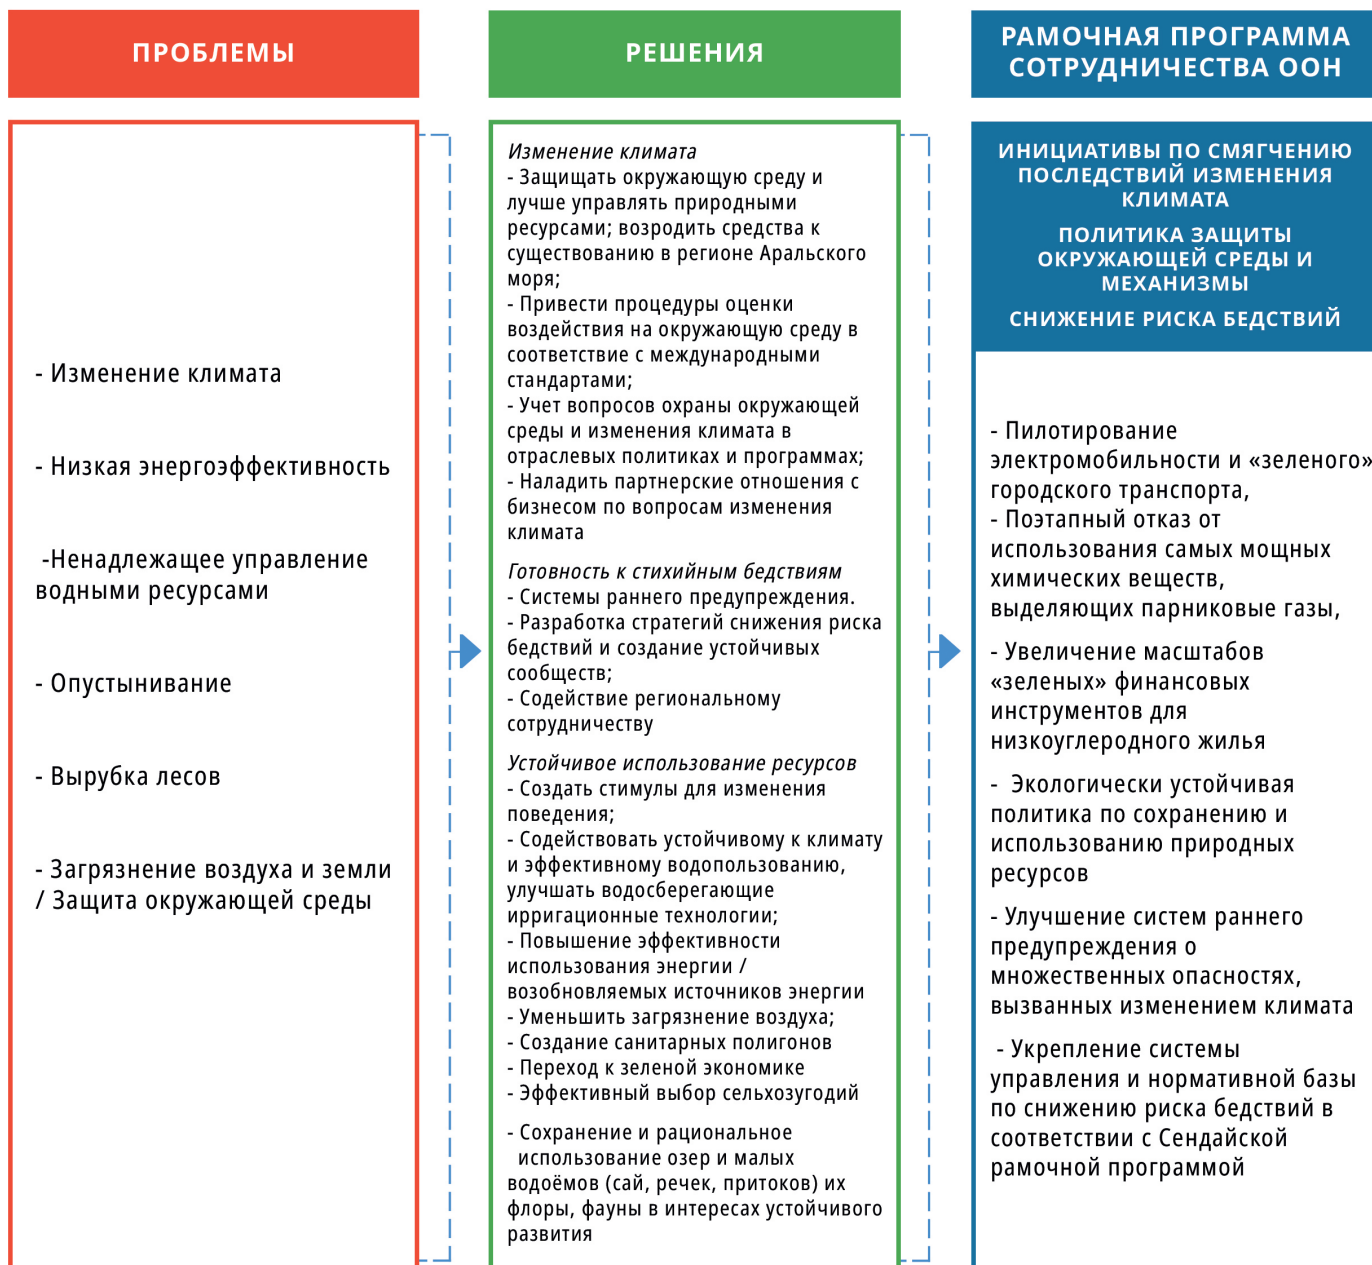 ПРОБЛЕМЫ
- Изменение климата
- Низкая энергоэффективность
-Ненадлежащее управление
водными ресурсами
- Опустынивание
- Вырубка лесов
- Загрязнение воздуха и земли
/ Защита окружающей среды
РЕШЕНИЯ
Изменение климата
- Защищать окружающую среду и
лучше управлять природными
ресурсами; возродить средства к
существованию в регионе Аральского
моря;
- Привести процедуры оценки
воздействия на окружающую среду в
соответствие с международными
стандартами;
- Учет вопросов охраны окружающей
среды и изменения климата в
отраслевых политиках и программах;
- Наладить партнерские отношения с
бизнесом по вопросам изменения
климата
Готовность к стихийным бедствиям
- Системы раннего предупреждения.
- Разработка стратегий снижения риска
бедствий и создание устойчивых
сообществ;
- Содействие региональному
сотрудничеству
Устойчивое использование ресурсов
- Создать стимулы для изменения
поведения;
- Содействовать устойчивому к климату
и эффективному водопользованию,
улучшать водосберегающие
ирригационные технологии;
- Повышение эффективности
использования энергии /
возобновляемых источников энергии
- Уменьшить загрязнение воздуха;
- Создание санитарных полигонов
- Переход к зеленой экономике
- Эффективный выбор сельхозугодий
- Сохранение и рациональное
использование озер и малых
водоёмов (сай, речек, притоков) их
флоры, фауны в интересах устойчивого
развития
РАМОЧНАЯ ПРОГРАММА
СОТРУДНИЧЕСТВА ООН
ИНИЦИАТИВЫ ПО СМЯГЧЕНИЮ
ПОСЛЕДСТВИЙ ИЗМЕНЕНИЯ
КЛИМАТА
ПОЛИТИКА ЗАЩИТЫ
ОКРУЖАЮЩЕЙ СРЕДЫ И
МЕХАНИЗМЫ
СНИЖЕНИЕ РИСКА БЕДСТВИЙ
- Пилотирование
электромобильности и «зеленого»
городского транспорта,
- Поэтапный отказ от
использования самых мощных
химических веществ,
выделяющих парниковые газы,
- Увеличение масштабов
«зеленых» финансовых
инструментов для
низкоуглеродного жилья
- Экологически устойчивая
политика по сохранению и
использованию природных
ресурсов
- Улучшение систем раннего
предупреждения о
множественных опасностях,
вызванных изменением климата
- Укрепление системы
управления и нормативной базы
по снижению риска бедствий в
соответствии с Сендайской
рамочной программой